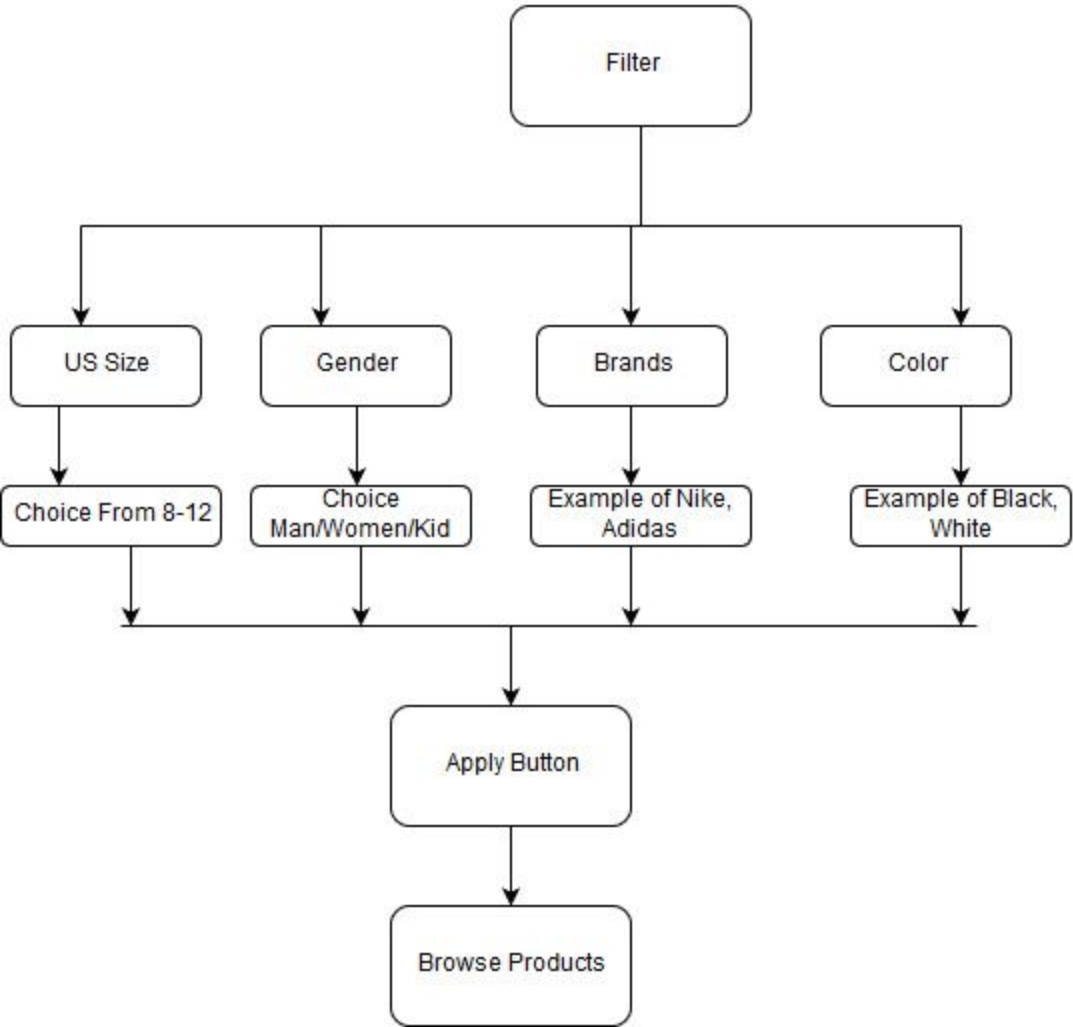 Filter
US Size
Gender
Brands
Color
Choice From 8-12
Choice
Man/Women/Kid
Example of Nike,
Adidas
Example of Black,
White
Apply Button
Browse Products